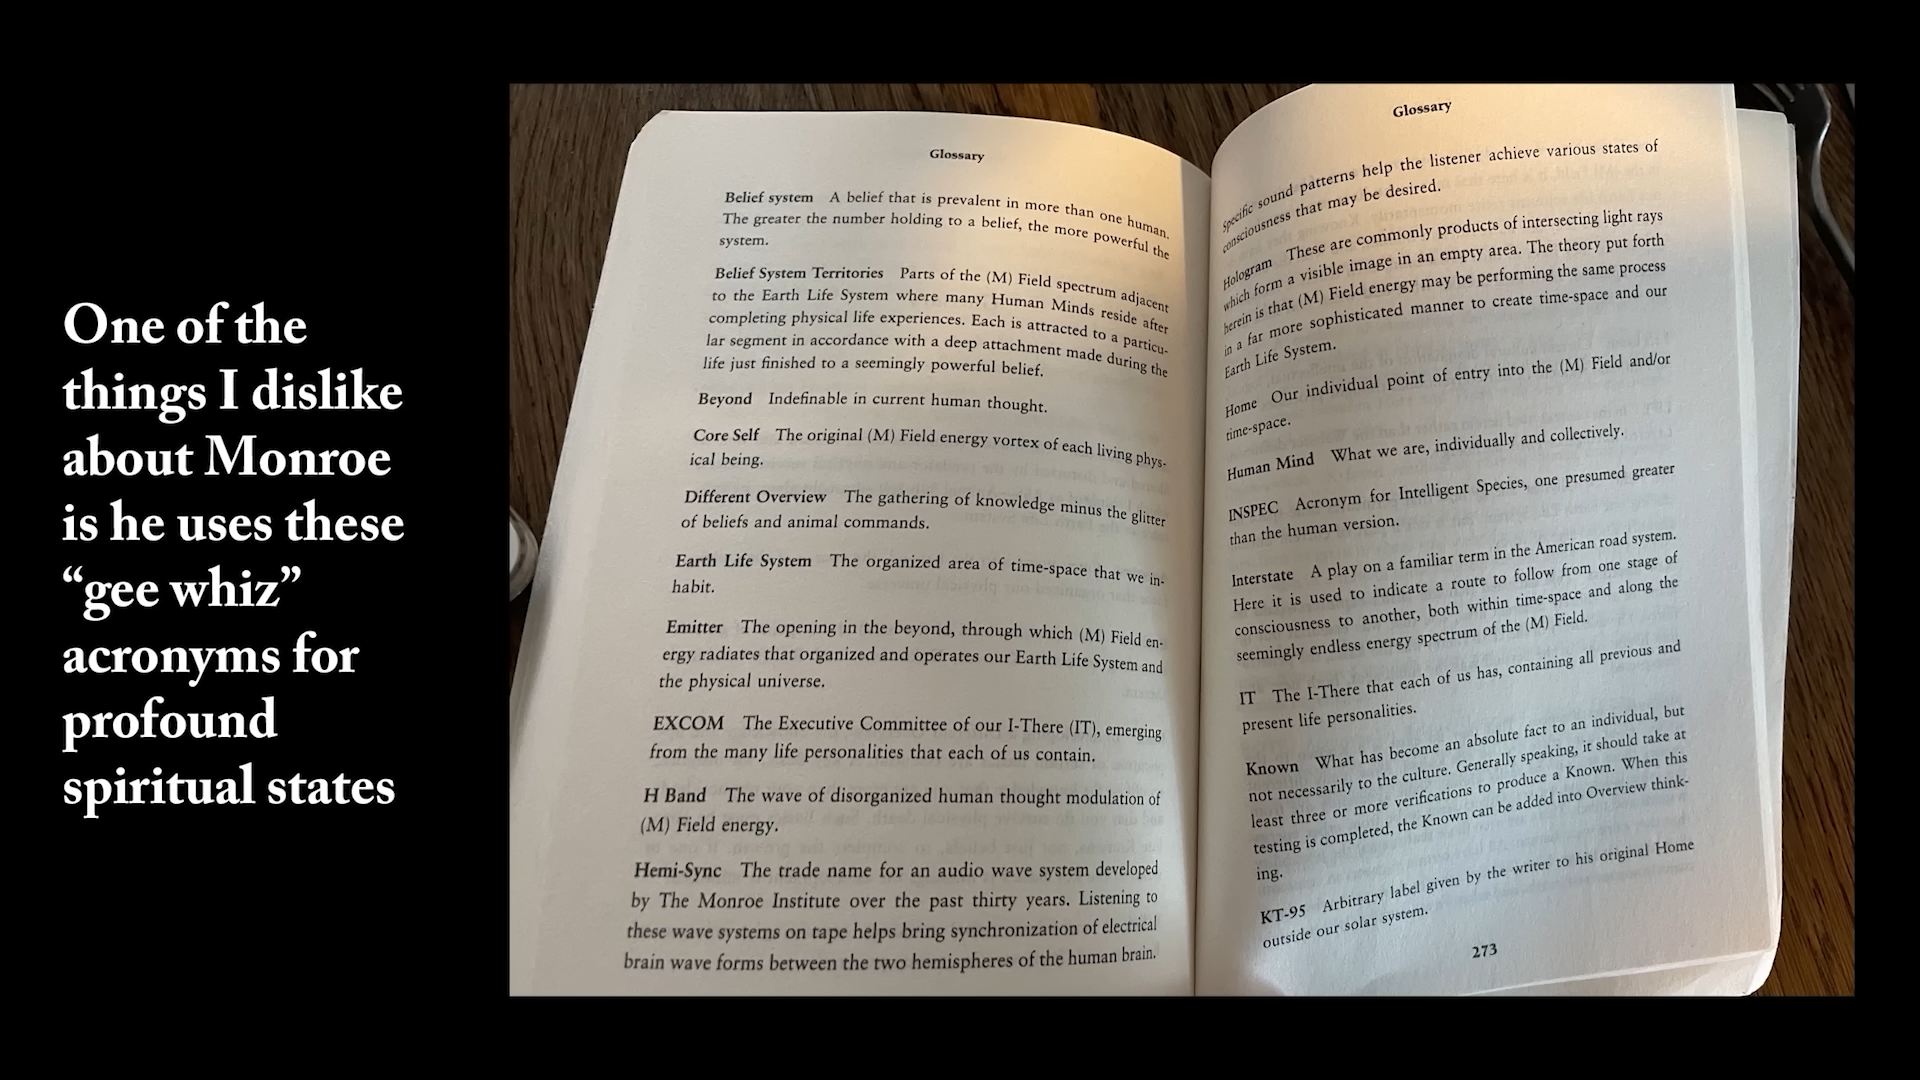 One of the
things I dislike
about Monroe
is he uses these
“gee whiz”
acronyms for
profound
spiritual states
Glossary
Belief system A belief that is prevalent in more than one human.
The greater the number holding to a belief, the more powerful the
system.
Belief System Territories Parts of the (M) Field spectrum adjacent
to the Earth Life System where many Human Minds reside after
completing physical life experiences. Each is attracted to a particu-
lar segment in accordance with a deep attachment made during the
life just finished to a seemingly powerful belief.
Beyond Indefinable in current human thought.
Core Self The original (M) Field energy vortex of each living phys-
ical being.
Different Overview The gathering of knowledge minus the glitter
of beliefs and animal commands.
Earth Life System The organized area of time-space that we in-
habit.
Emitter The opening in the beyond, through which (M) Field en-
ergy radiates that organized and operates our Earth Life System and
the physical universe.
EXCOM The Executive Committee of our I-There (IT), emerging
from the many life personalities that each of us contain.
H Band The wave of disorganized human thought modulation of
(M) Field energy.
Hemi-Sync The trade name for an audio wave system developed
by The Monroe Institute over the past thirty years. Listening to
these wave systems on tape helps bring synchronization of electrical
brain wave forms between the two hemispheres of the human brain.
Glossary
Specific sound patterns help the listener achieve various states of
consciousness that may be desired.
Hologram These are commonly products of intersecting light rays
which form a visible image in an empty area. The theory put forth
herein is that (M) Field energy may be performing the same process
in a far more sophisticated manner to create time-space and our
Earth Life System.
Home Our individual point of entry into the (M) Field and/or
time-space.
Human Mind What we are, individually and collectively.
INSPEC Acronym for Intelligent Species, one presumed greater
than the human version.
Interstate A play on a familiar term in the American road system.
Here it is used to indicate a route to follow from one stage of
consciousness to another, both within time-space and along the
seemingly endless energy spectrum of the (M) Field.
IT The I-There that each of us has, containing all previous and
present life personalities.
Known What has become an absolute fact to an individual, but
not necessarily to the culture. Generally speaking, it should take at
least three or more verifications to produce a Known. When this
testing is completed, the Known can be added into Overview think-
ing.
KT-95 Arbitrary label given by the writer to his original Home
outside our solar system.
273